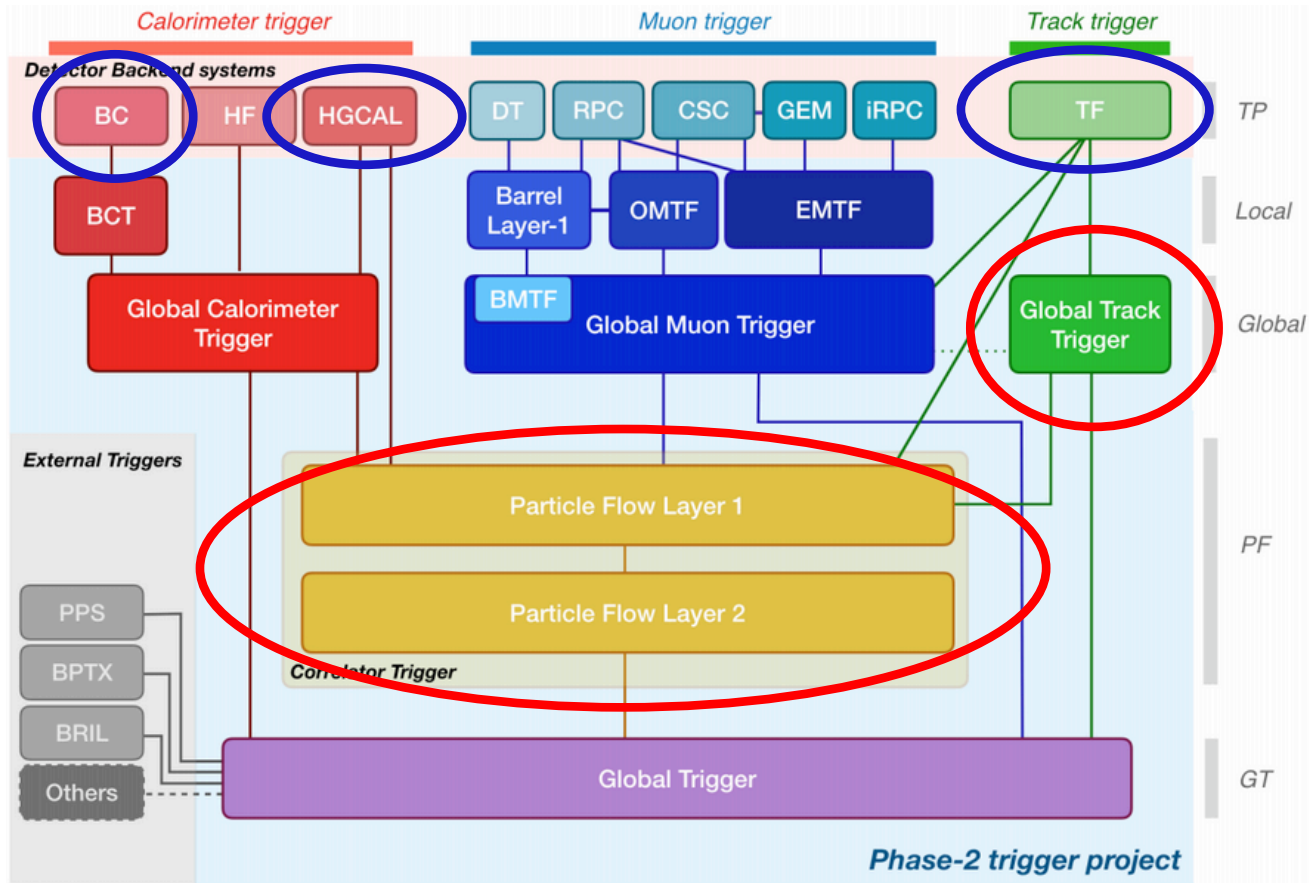 Calorimeter trigger
Muon trigger
Track trigger
Detector Backend systems
BC
HF
HGCAL
DT
RPC
CSC
GEM
iRPC
TF
TP
BCT
Barrel
Layer-1
OMTF
EMTF
Local
Global Calorimeter
Trigger
BMTF
Global Muon Trigger
Global Track
Trigger
Global
External Triggers
Particle Flow Layer 1
PF
Particle Flow Layer 2
Correlator Trigger
PPS
BPTX
BRIL
Others
Global Trigger
GT
Phase-2 trigger project